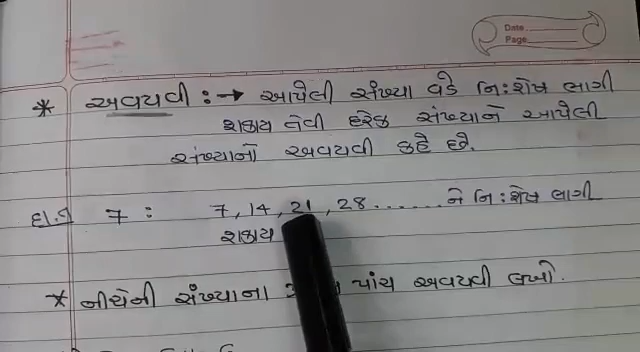 Date
Page
* અવયવી :→ આપેલી સંખ્યા વડે નિ:શેષ ભાગી
શકાય તેવી દરેક સંખ્યાને આપેલી
સંખ્યાનો અવયવી કહે છે.
દા.ત 7 : 7, 14, 21, 28 ....... ને નિ:શેષ ભાગી
શકાય
* નીચેની સંખ્યાના પાંચ અવયવી લખો.